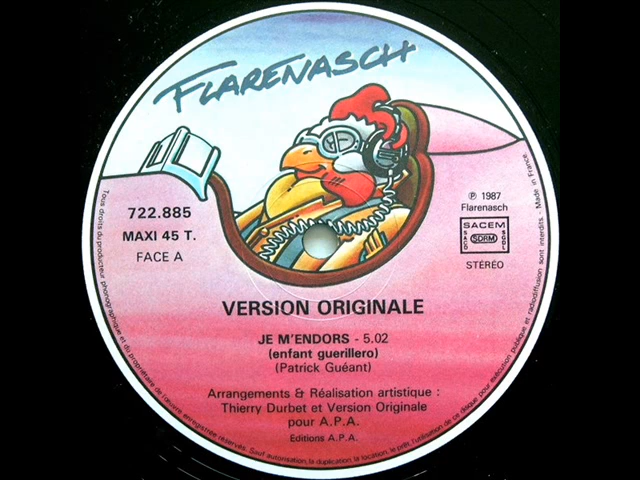 FLARENASCH
722.885
MAXI 45 T.
FACE A
℗ 1987
Flarenasch
SACEM
SACD
SDRM
SGDL
STÉRÉO
VERSION ORIGINALE
JE M'ENDORS - 5.02
(enfant guerillero)
(Patrick Guéant)
Arrangements & Réalisation artistique :
Thierry Durbet et Version Originale
pour A.P.A.
Editions A.P.A.
Tous droits du producteur phonographique et du propriétaire de l'œuvre enregistrée réservés. Sauf autorisation, la duplication, la location, le prêt, l'utilisation de ce disque pour exécution publique et radiodiffusion sont interdits. - Made in France.